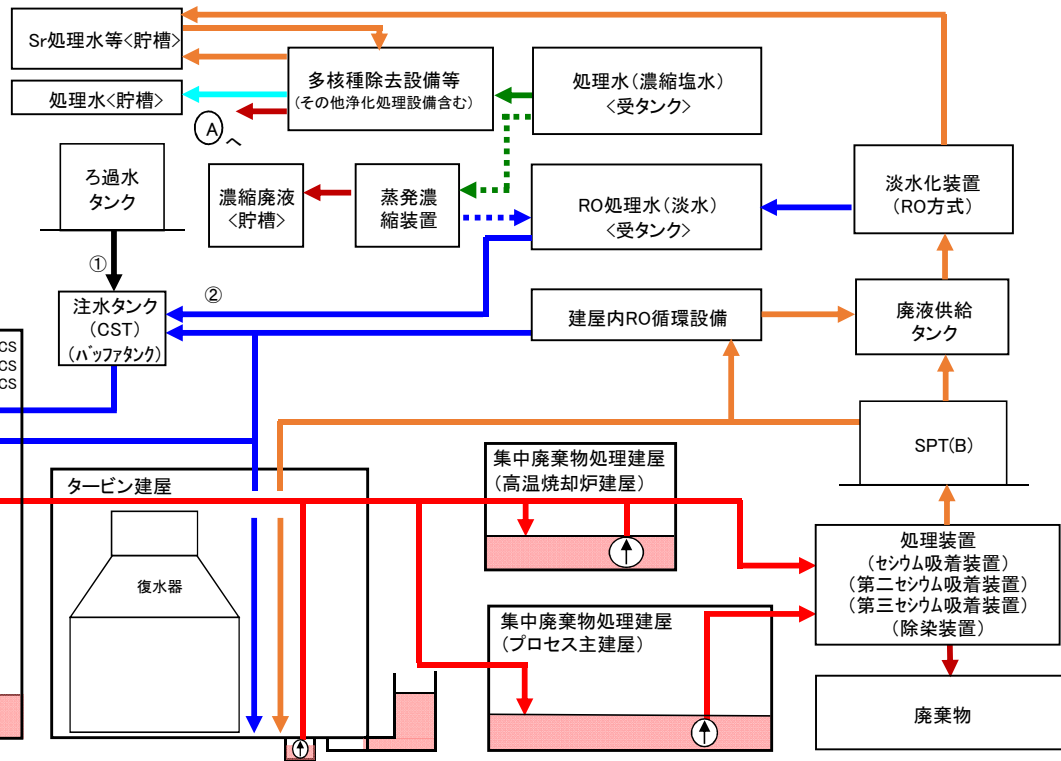 Sr処理水等<貯槽>
処理水<貯槽>
多核種除去設備等
(その他浄化処理設備含む)
処理水(濃縮塩水)
<受タンク>
A へ
ろ過水
タンク
濃縮廃液
<貯槽>
蒸発濃
縮装置
RO処理水(淡水)
<受タンク>
淡水化装置
(RO方式)
①
②
注水タンク
(CST)
(バッファタンク)
建屋内RO循環設備
廃液供給
タンク
CS
CS
CS
SPT(B)
タービン建屋
復水器
集中廃棄物処理建屋
(高温焼却炉建屋)
集中廃棄物処理建屋
(プロセス主建屋)
処理装置
(セシウム吸着装置)
(第二セシウム吸着装置)
(第三セシウム吸着装置)
(除染装置)
廃棄物